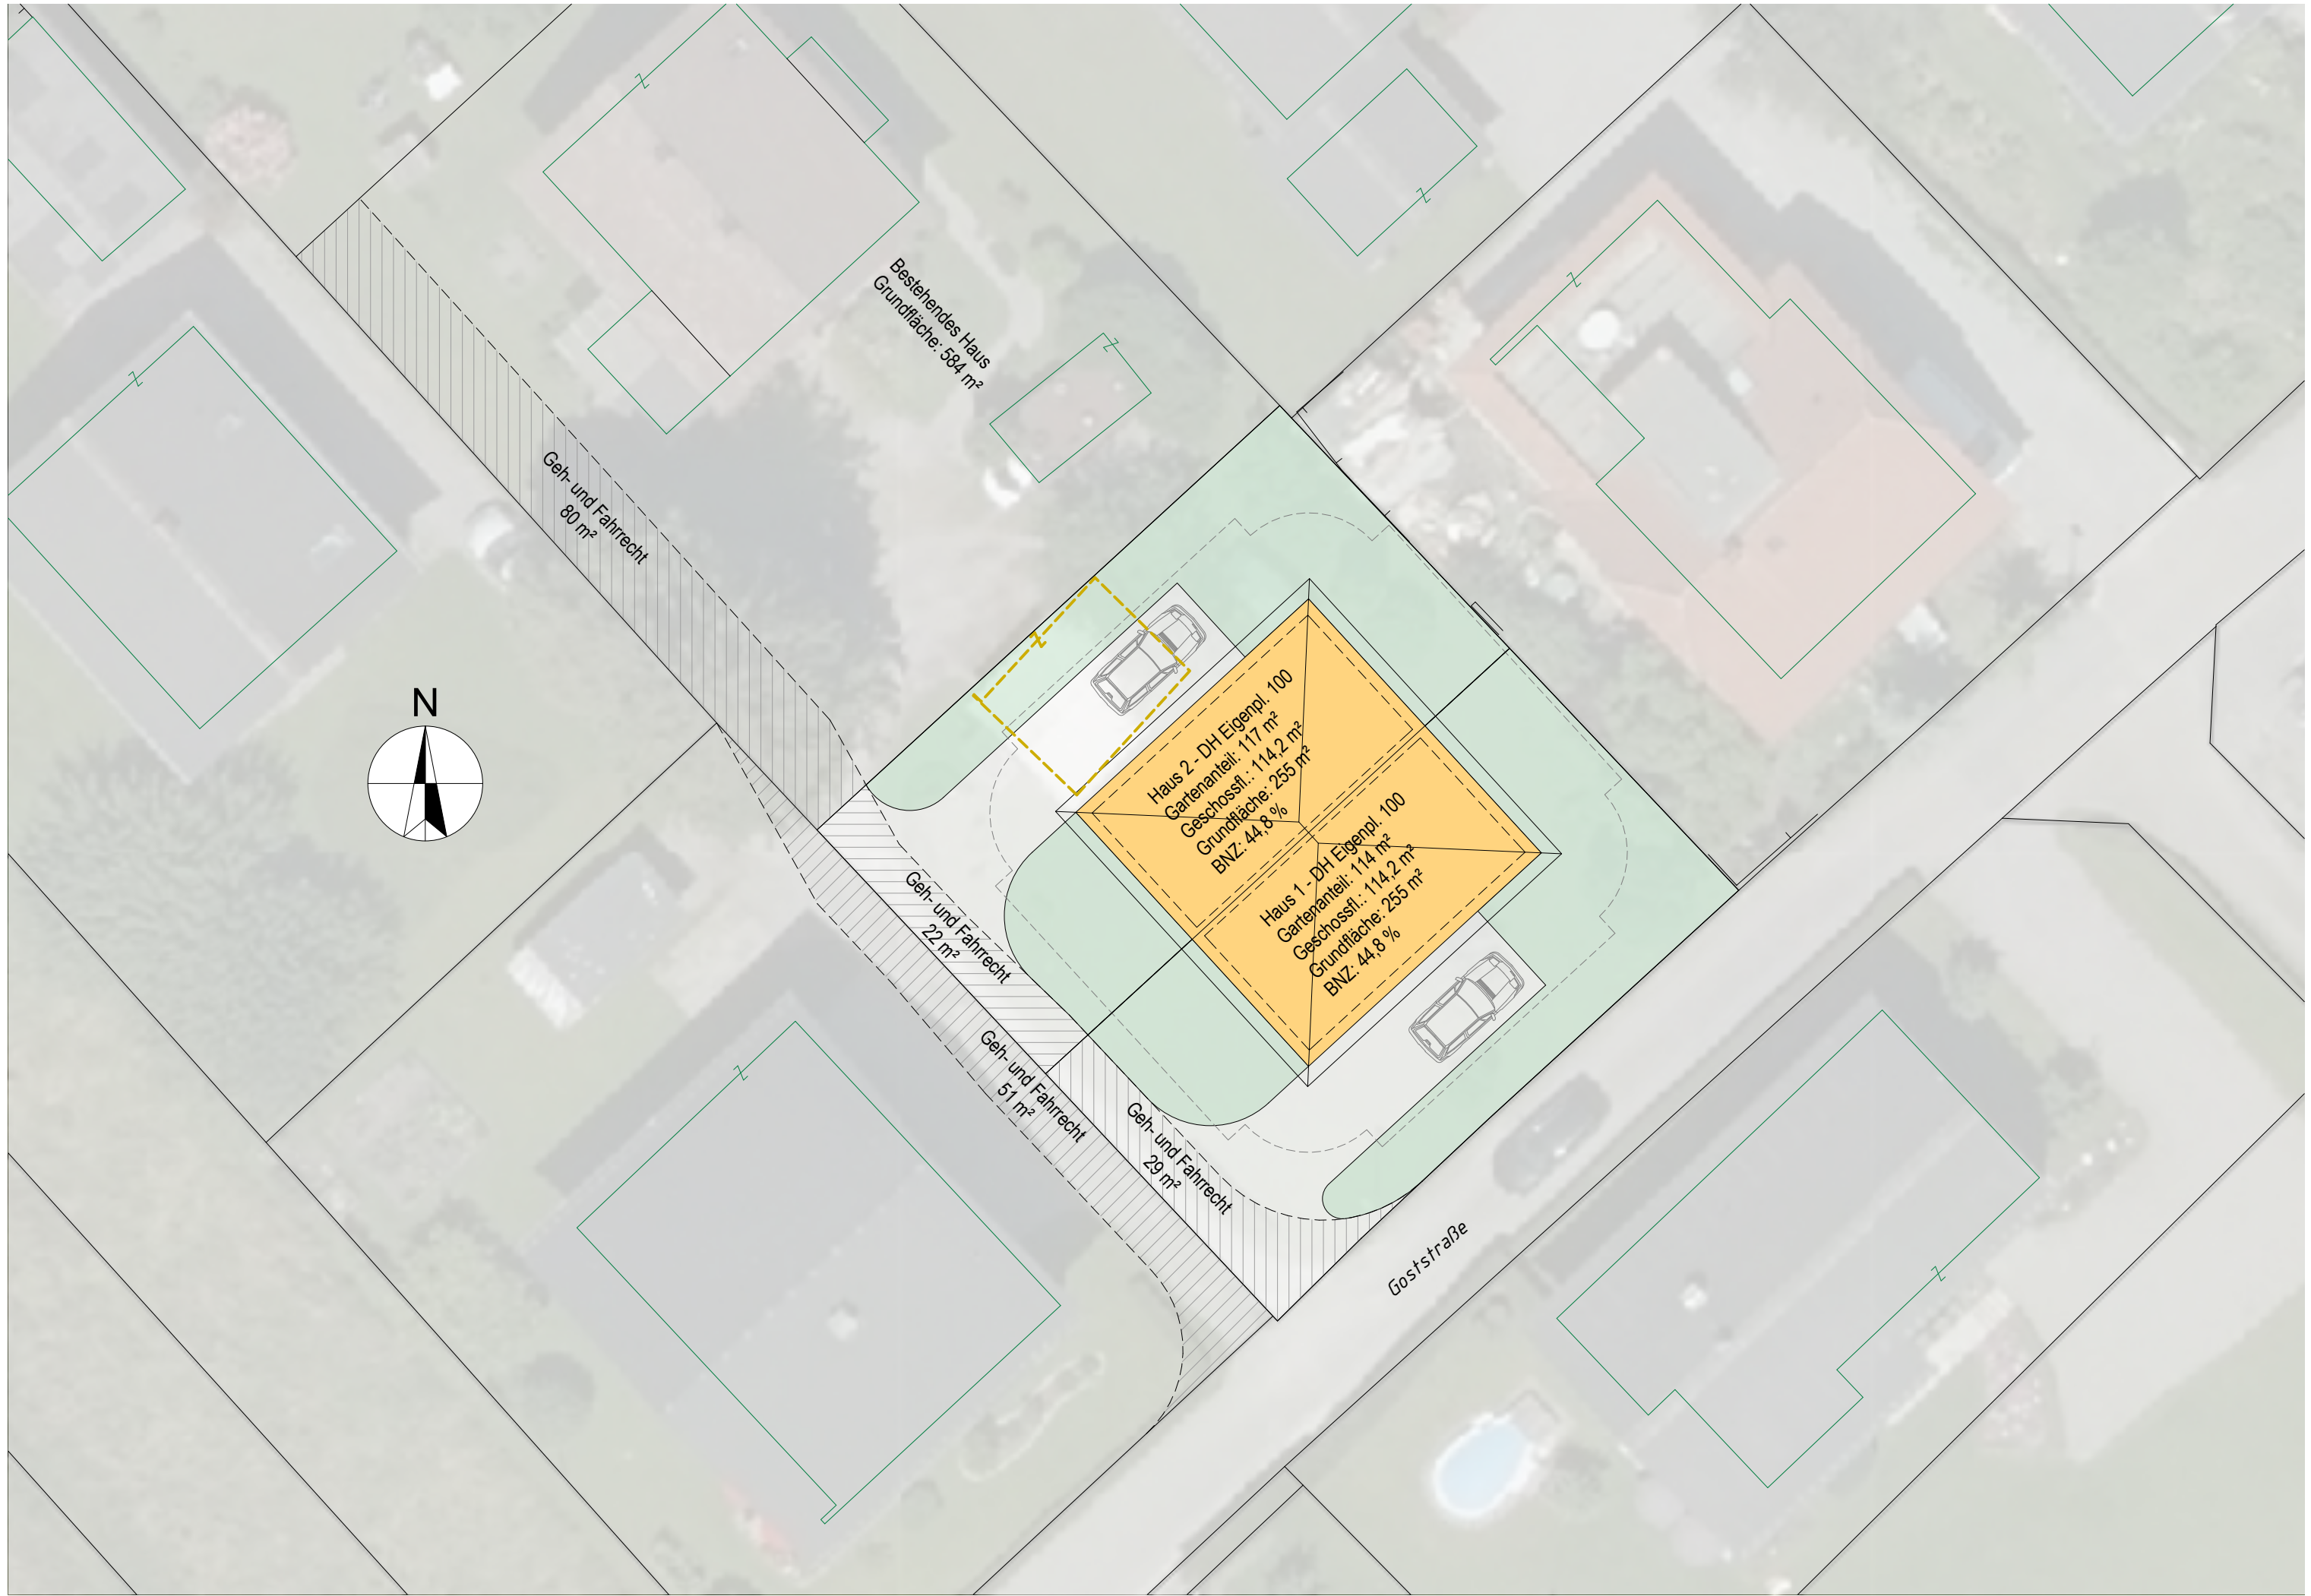 Bestehendes Haus
Grundfläche: 584 m²
Geh- und Fahrrecht
80 m²
N
Haus 2 - DH Eigenpl. 100
Gartenanteil: 117 m²
Geschossfl.: 114,2 m²
Grundfläche: 255 m²
BNZ: 44,8 %
Haus 1 - DH Eigenpl. 100
Gartenanteil: 114 m²
Geschossfl.: 114,2 m²
Grundfläche: 255 m²
BNZ: 44,8 %
Geh- und Fahrrecht
22 m²
Geh- und Fahrrecht
51 m²
Geh- und Fahrrecht
29 m²
Goststraße